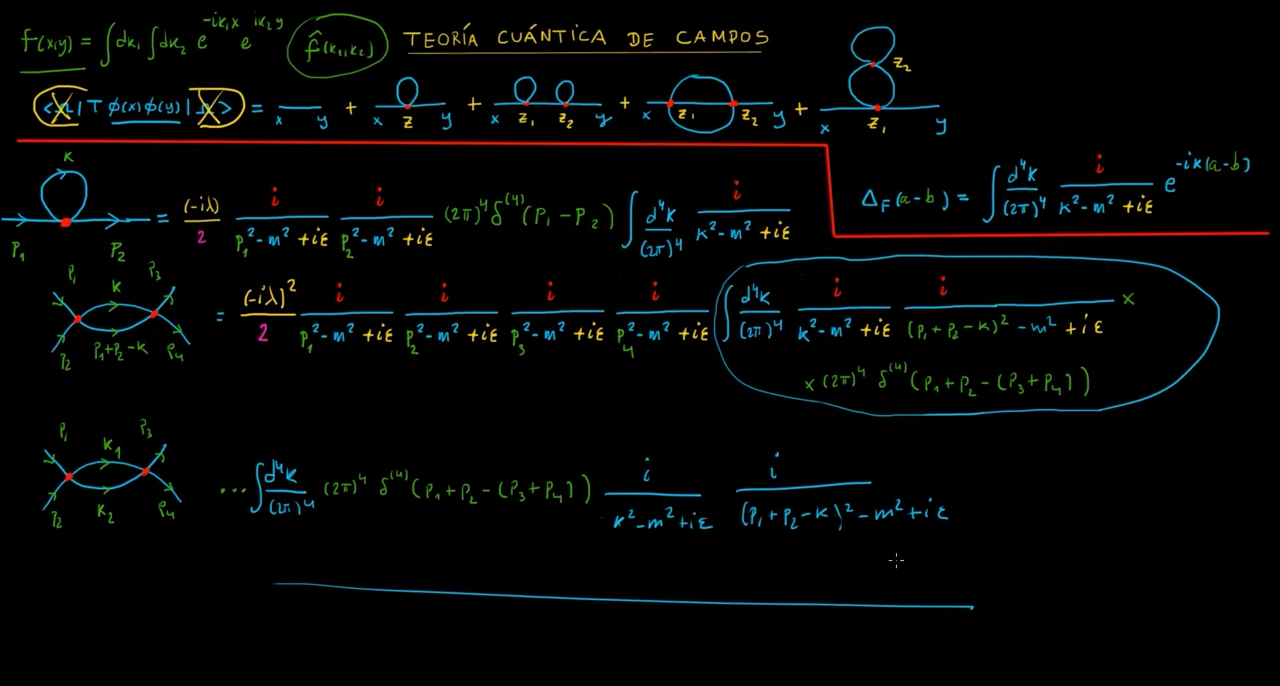 f(x,y) = ∫dk₁ ∫dk₂ e^{-ik₁x} e^{ik₂y} f̂(k₁,k₂)
TEORÍA CUÁNTICA DE CAMPOS
<Ω| T ϕ(x)ϕ(y) |Ω> = x y + x z y + x z₁ z₂ y + x z₁ z₂ y + x z₁ z₂ y
Δ_F(a-b) = ∫ d⁴k/(2π)⁴ i/(k²-m²+iε) e^{-ik(a-b)}
k
p₁ p₂ = (-iλ)/2 i/(p₁²-m²+iε) i/(p₂²-m²+iε) (2π)⁴ δ⁽⁴⁾(p₁-p₂) ∫ d⁴k/(2π)⁴ i/(k²-m²+iε)
p₁ k p₃
p₂ p₁+p₂-k p₄ = (-iλ)²/2 i/(p₁²-m²+iε) i/(p₂²-m²+iε) i/(p₃²-m²+iε) i/(p₄²-m²+iε) ∫ d⁴k/(2π)⁴ i/(k²-m²+iε) i/((p₁+p₂-k)²-m²+iε) ×
× (2π)⁴ δ⁽⁴⁾(p₁+p₂-(p₃+p₄))
p₁ k₁ p₃
p₂ k₂ p₄ ...∫ d⁴k/(2π)⁴ (2π)⁴ δ⁽⁴⁾(p₁+p₂-(p₃+p₄)) i/(k²-m²+iε) i/((p₁+p₂-k)²-m²+iε)